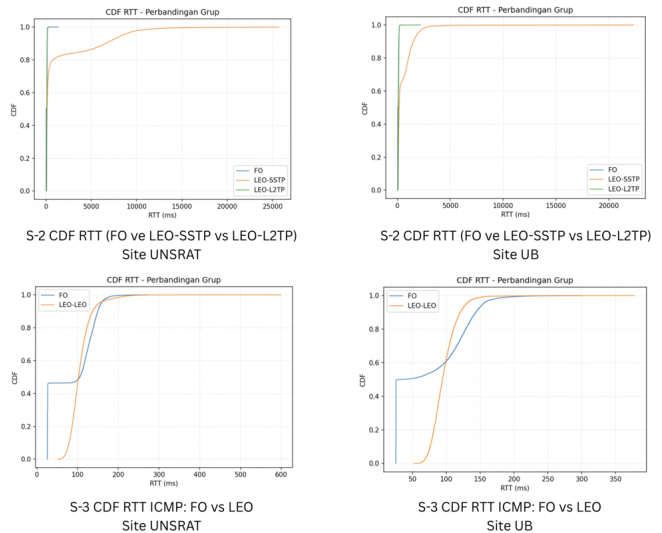 CDF RTT - Perbandingan Grup
1.0
0.8
0.6
0.4
0.2
0.0
CDF
0
5000
10000
15000
20000
25000
RTT (ms)
FO
LEO-SSTP
LEO-L2TP
S-2 CDF RTT (FO ve LEO-SSTP vs LEO-L2TP)
Site UNSRAT
CDF RTT - Perbandingan Grup
1.0
0.8
0.6
0.4
0.2
0.0
CDF
0
5000
10000
15000
20000
RTT (ms)
FO
LEO-SSTP
LEO-L2TP
S-2 CDF RTT (FO ve LEO-SSTP vs LEO-L2TP)
Site UB
CDF RTT - Perbandingan Grup
FO
LEO-LEO
1.0
0.8
0.6
0.4
0.2
0.0
CDF
0
100
200
300
400
500
600
RTT (ms)
S-3 CDF RTT ICMP: FO vs LEO
Site UNSRAT
CDF RTT - Perbandingan Grup
FO
LEO-LEO
1.0
0.8
0.6
0.4
0.2
0.0
CDF
50
100
150
200
250
300
350
RTT (ms)
S-3 CDF RTT ICMP: FO vs LEO
Site UB